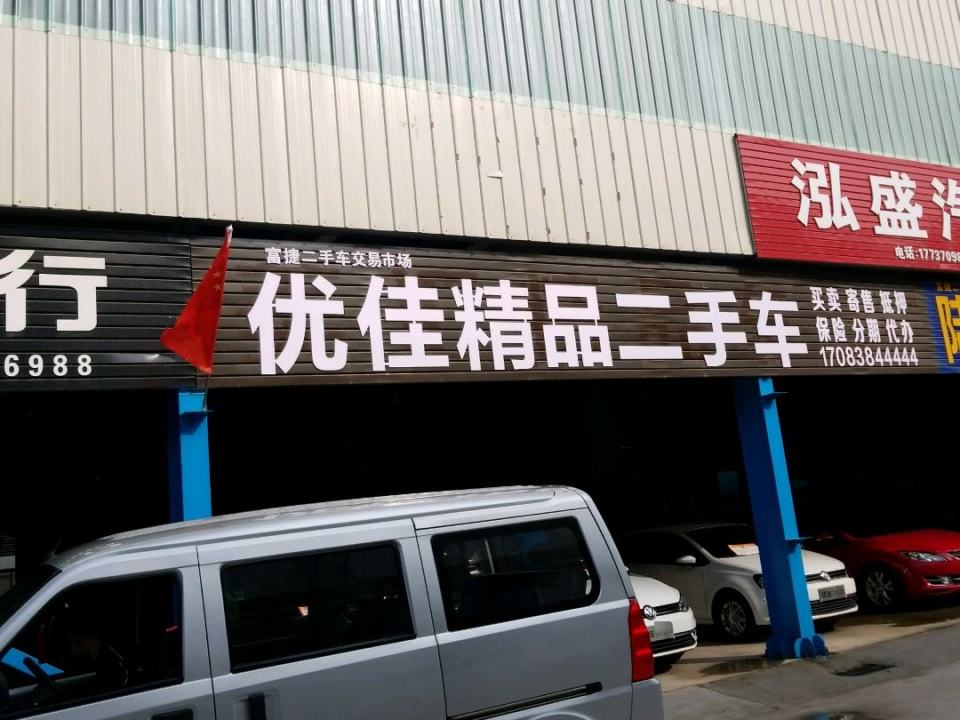 行
6988
富捷二手车交易市场
优佳精品二手车
买卖 寄售 抵押
保险 分期 代办
17083844444
泓盛汽
电话:1773709
陆